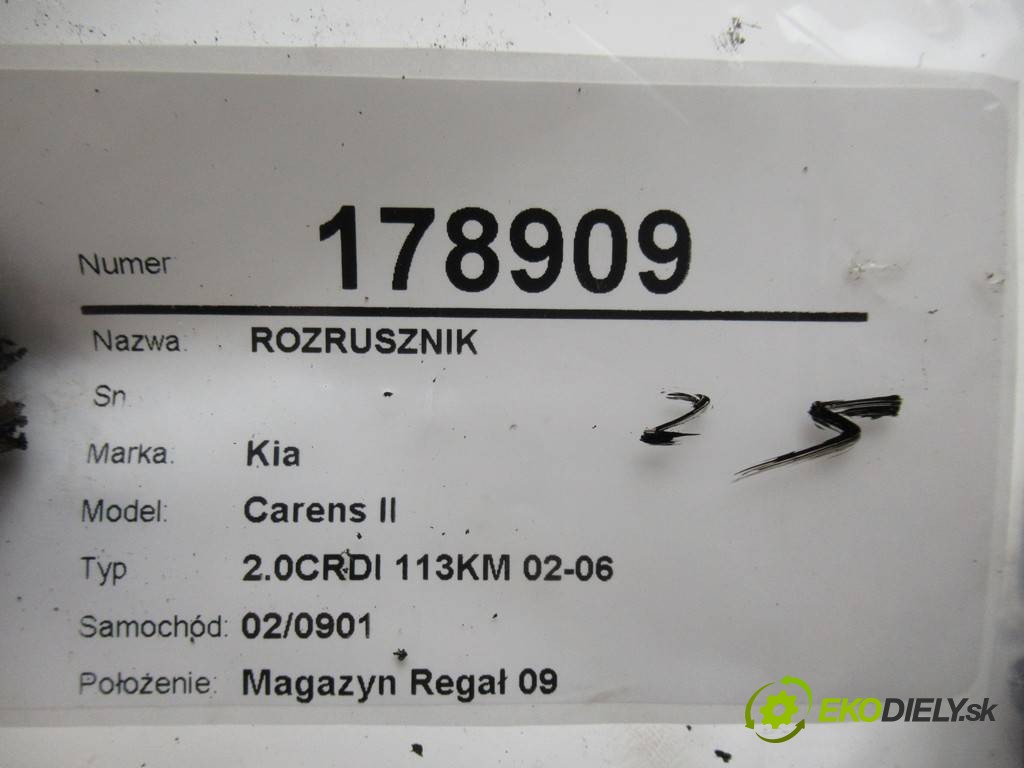 Numer 178909
Nazwa: ROZRUSZNIK
Sn
Marka: Kia
Model: Carens II
Typ 2.0CRDI 113KM 02-06
Samochód: 02/0901
Położenie: Magazyn Regał 09
2 5
EKODIELY.sk